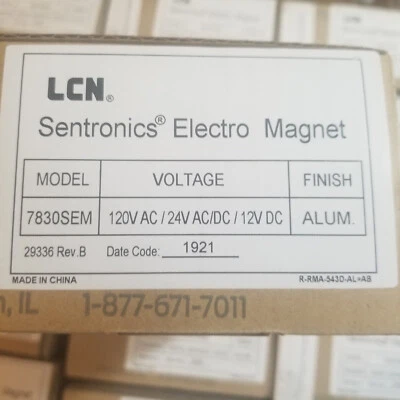 LCN®
Sentronics® Electro Magnet
MODEL VOLTAGE FINISH
7830SEM 120V AC / 24V AC/DC / 12V DC ALUM.
29336 Rev.B Date Code: 1921
MADE IN CHINA R-RMA-543D-AL+AB
IL 1-877-671-7011